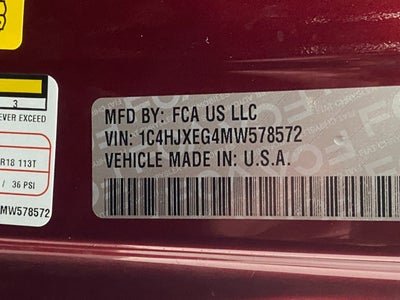 3
EVER EXCEED
R18 113T
/ 36 PSI
MW578572
MFD BY: FCA US LLC
VIN: 1C4HJXEG4MW578572
VEHICLE MADE IN: U.S.A.